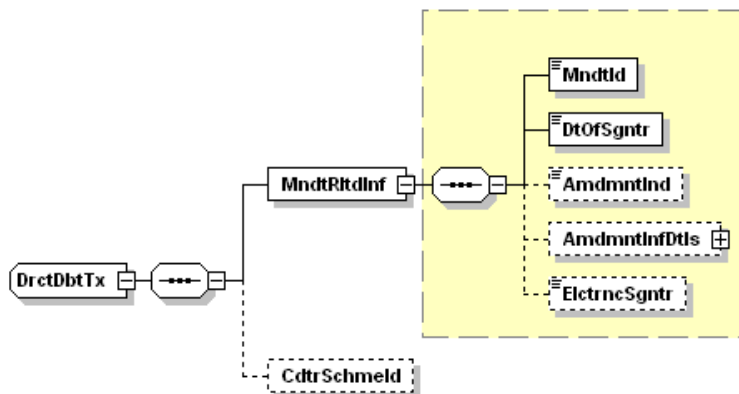 MndtId
DtOfSgntr
MndtRltdInf
AmdmntInd
AmdmntInfDtls
DrctDbtTx
ElctrncSgntr
CdtrSchmeId